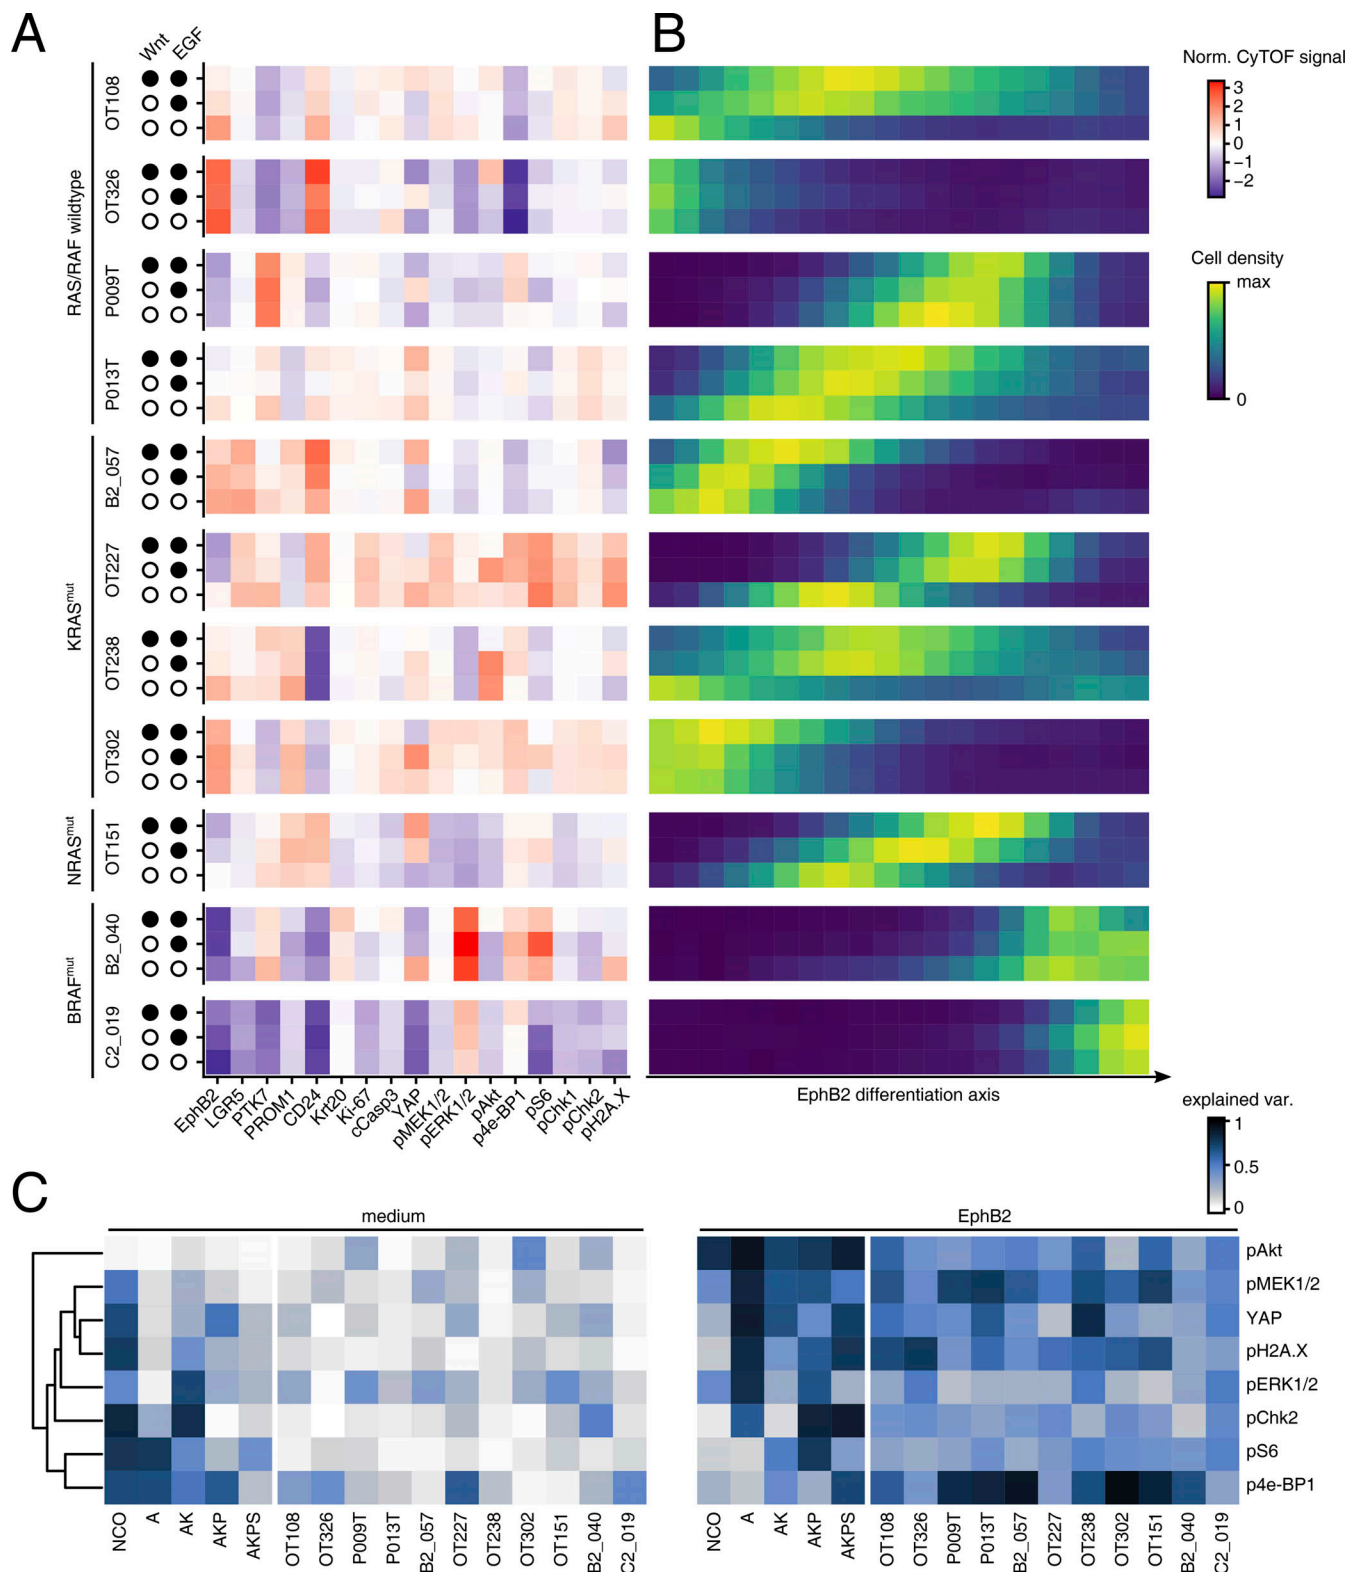 A
B
Wnt
EGF
Norm. CyTOF signal
3
2
1
0
−1
−2
Cell density
max
0
RAS/RAF wildtype
OT108
OT326
P009T
P013T
KRASmut
B2_057
OT227
OT238
OT302
NRASmut
OT151
BRAFmut
B2_040
C2_019
EphB2
LGR5
PTK7
PROM1
CD24
Krt20
Ki-67
cCasp3
YAP
pMEK1/2
pERK1/2
pAkt
p4e-BP1
pS6
pChk1
pChk2
pH2A.X
EphB2 differentiation axis
explained var.
1
0.5
0
C
medium
EphB2
pAkt
pMEK1/2
YAP
pH2A.X
pERK1/2
pChk2
pS6
p4e-BP1
NCO
A
AK
AKP
AKPS
OT108
OT326
P009T
P013T
B2_057
OT227
OT238
OT302
OT151
B2_040
C2_019
NCO
A
AK
AKP
AKPS
OT108
OT326
P009T
P013T
B2_057
OT227
OT238
OT302
OT151
B2_040
C2_019